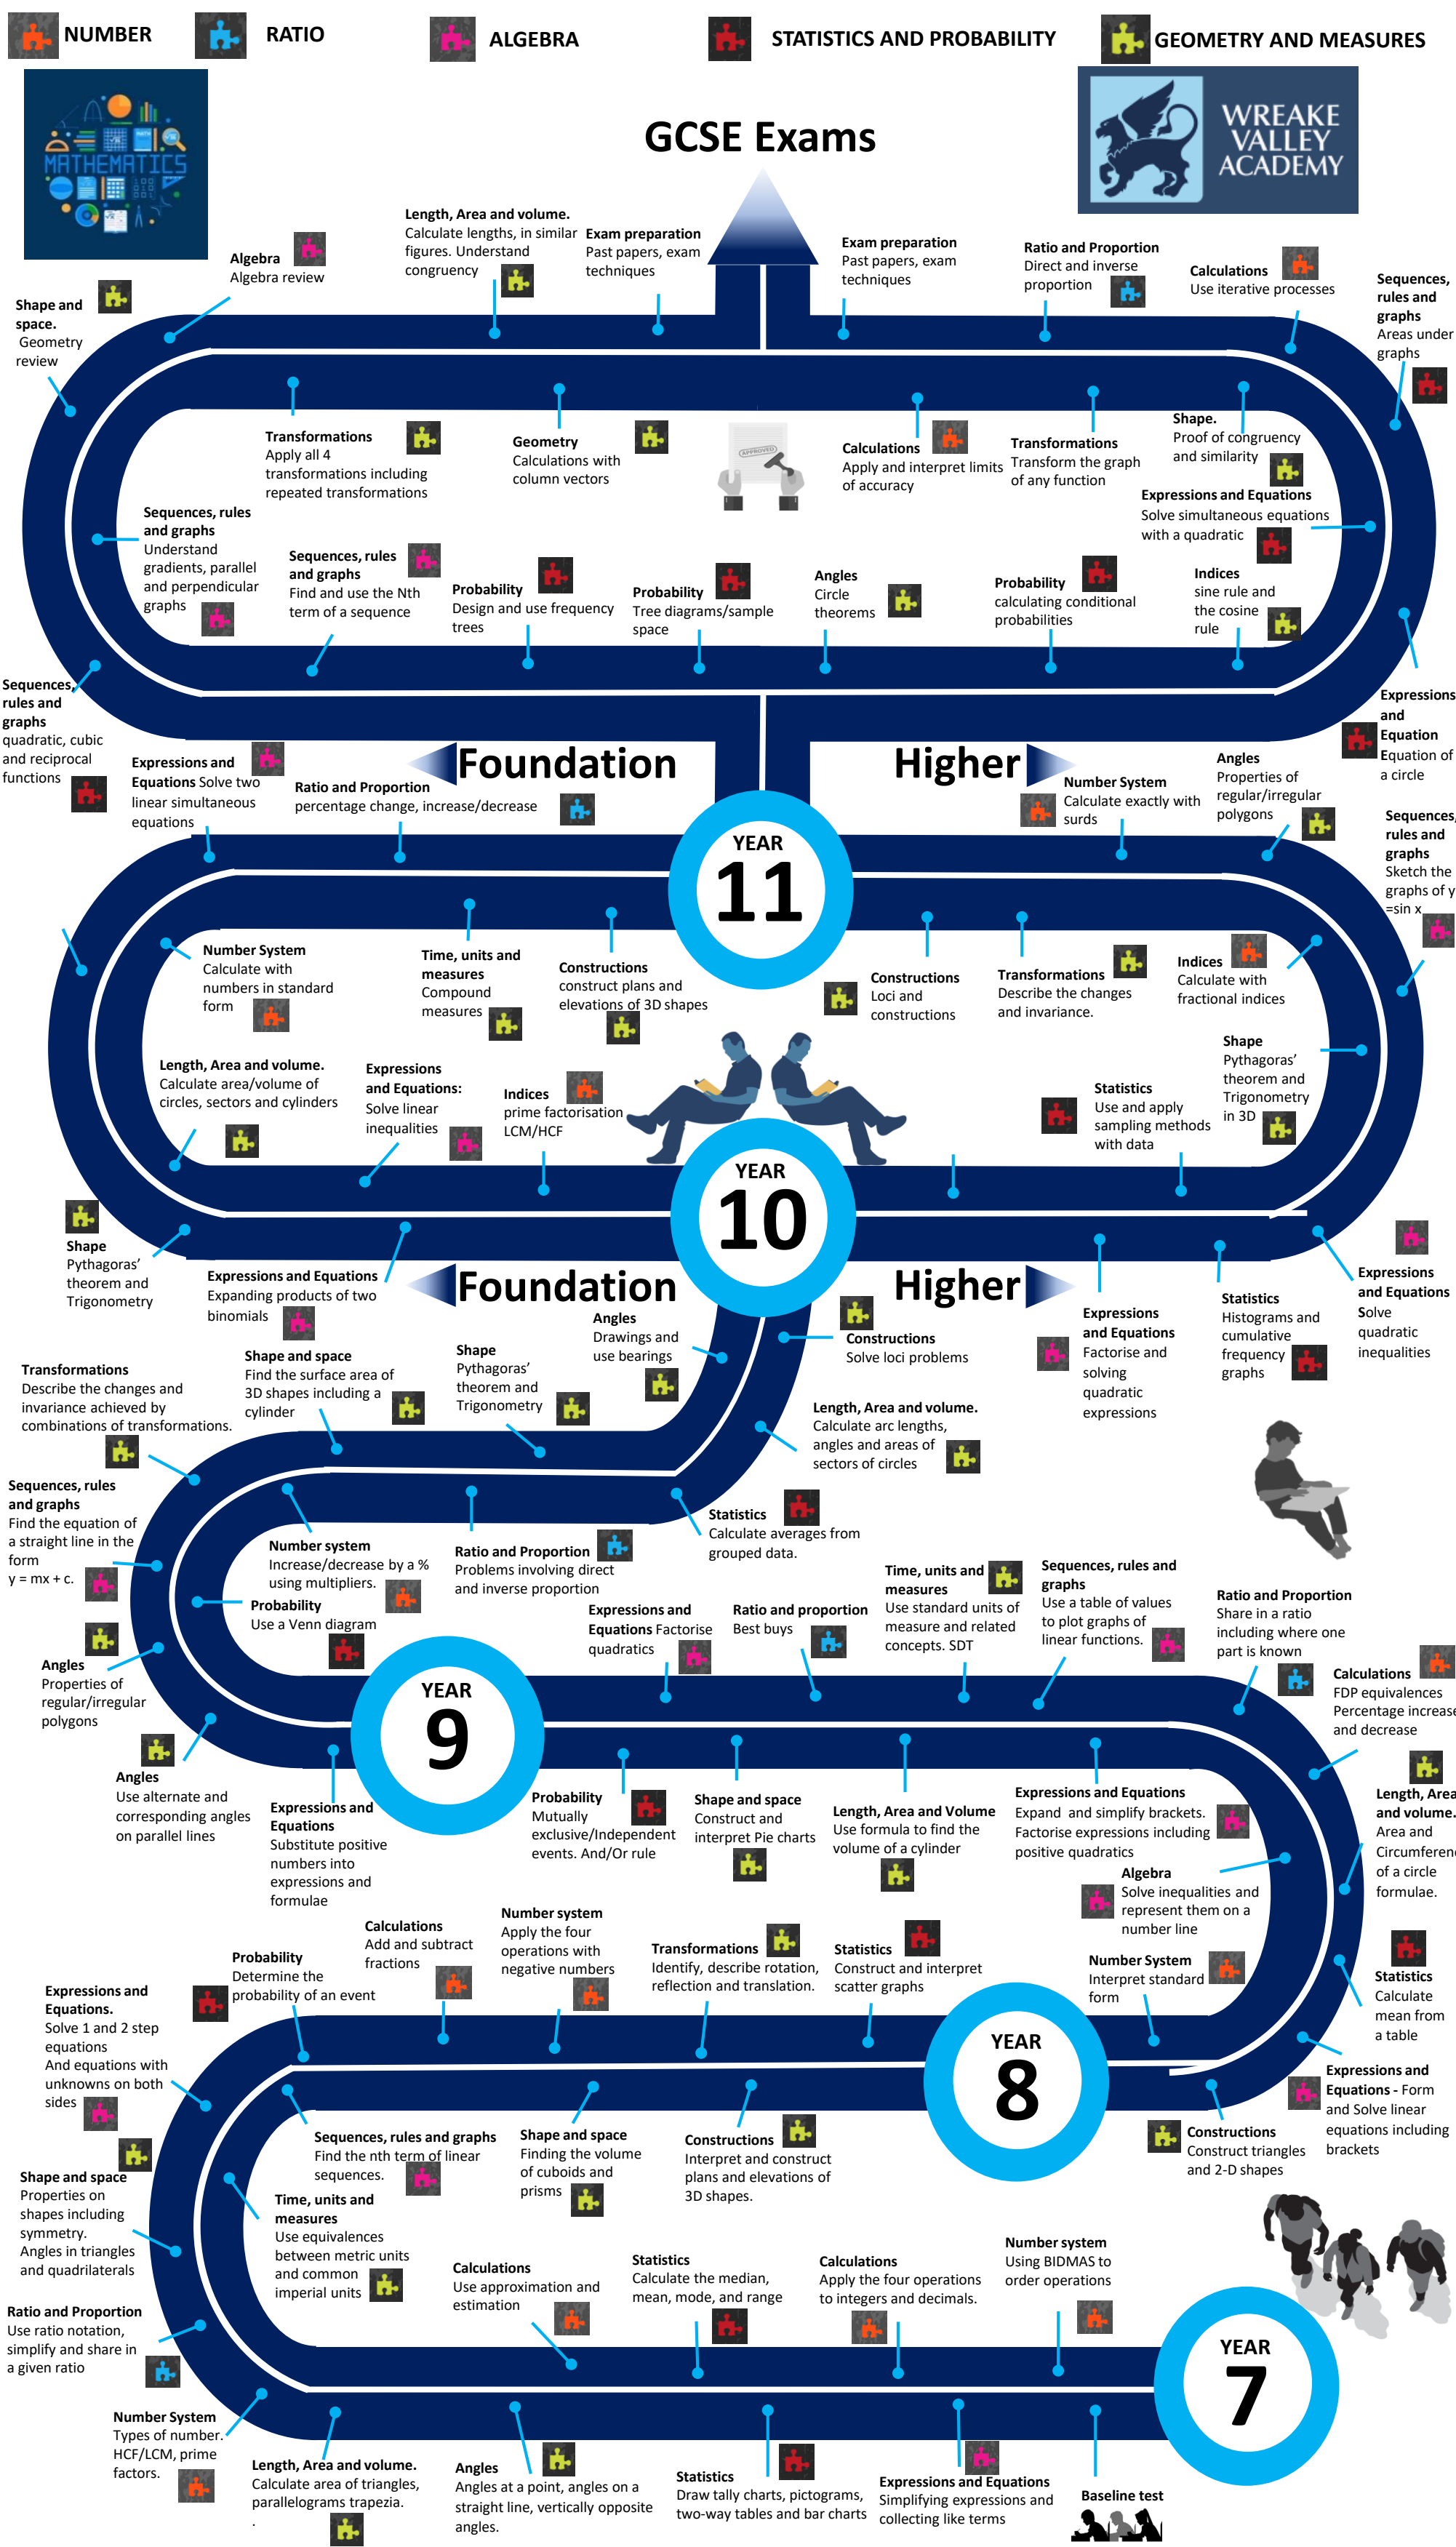 NUMBER
RATIO
ALGEBRA
STATISTICS AND PROBABILITY
GEOMETRY AND MEASURES
MATHEMATICS
WREAKE
VALLEY
ACADEMY
GCSE Exams
Length, Area and volume.
Calculate lengths, in similar
figures. Understand
congruency
Exam preparation
Past papers, exam
techniques
Exam preparation
Past papers, exam
techniques
Ratio and Proportion
Direct and inverse
proportion
Calculations
Use iterative processes
Sequences,
rules and
graphs
Areas under
graphs
Algebra
Algebra review
Shape and
space.
Geometry
review
Transformations
Apply all 4
transformations including
repeated transformations
Geometry
Calculations with
column vectors
APPROVED
Calculations
Apply and interpret limits
of accuracy
Transformations
Transform the graph
of any function
Shape.
Proof of congruency
and similarity
Expressions and Equations
Solve simultaneous equations
with a quadratic
Sequences, rules
and graphs
Understand
gradients, parallel
and perpendicular
graphs
Sequences, rules
and graphs
Find and use the Nth
term of a sequence
Probability
Design and use frequency
trees
Probability
Tree diagrams/sample
space
Angles
Circle
theorems
Probability
calculating conditional
probabilities
Indices
sine rule and
the cosine
rule
Sequences,
rules and
graphs
quadratic, cubic
and reciprocal
functions
Expressions
and
Equation
Equation of
a circle
Foundation
Higher
Expressions and
Equations Solve two
linear simultaneous
equations
Ratio and Proportion
percentage change, increase/decrease
YEAR
11
Number System
Calculate exactly with
surds
Angles
Properties of
regular/irregular
polygons
Sequences,
rules and
graphs
Sketch the
graphs of y
=sin x
Number System
Calculate with
numbers in standard
form
Time, units and
measures
Compound
measures
Constructions
construct plans and
elevations of 3D shapes
Constructions
Loci and
constructions
Transformations
Describe the changes
and invariance.
Indices
Calculate with
fractional indices
Length, Area and volume.
Calculate area/volume of
circles, sectors and cylinders
Expressions
and Equations:
Solve linear
inequalities
Indices
prime factorisation
LCM/HCF
Statistics
Use and apply
sampling methods
with data
Shape
Pythagoras’
theorem and
Trigonometry
in 3D
YEAR
10
Shape
Pythagoras’
theorem and
Trigonometry
Expressions and Equations
Expanding products of two
binomials
Foundation
Higher
Expressions
and Equations
Factorise and
solving
quadratic
expressions
Statistics
Histograms and
cumulative
frequency
graphs
Expressions
and Equations
Solve
quadratic
inequalities
Transformations
Describe the changes and
invariance achieved by
combinations of transformations.
Shape and space
Find the surface area of
3D shapes including a
cylinder
Shape
Pythagoras’
theorem and
Trigonometry
Angles
Drawings and
use bearings
Constructions
Solve loci problems
Length, Area and volume.
Calculate arc lengths,
angles and areas of
sectors of circles
Sequences, rules
and graphs
Find the equation of
a straight line in the
form
y = mx + c.
Number system
Increase/decrease by a %
using multipliers.
Ratio and Proportion
Problems involving direct
and inverse proportion
Statistics
Calculate averages from
grouped data.
Probability
Use a Venn diagram
Expressions and
Equations Factorise
quadratics
Ratio and proportion
Best buys
Time, units and
measures
Use standard units of
measure and related
concepts. SDT
Sequences, rules and
graphs
Use a table of values
to plot graphs of
linear functions.
Ratio and Proportion
Share in a ratio
including where one
part is known
Calculations
FDP equivalences
Percentage increase
and decrease
Angles
Properties of
regular/irregular
polygons
YEAR
9
Angles
Use alternate and
corresponding angles
on parallel lines
Expressions and
Equations
Substitute positive
numbers into
expressions and
formulae
Probability
Mutually
exclusive/Independent
events. And/Or rule
Shape and space
Construct and
interpret Pie charts
Length, Area and Volume
Use formula to find the
volume of a cylinder
Expressions and Equations
Expand and simplify brackets.
Factorise expressions including
positive quadratics
Length, Area
and volume.
Area and
Circumferen
of a circle
formulae.
Algebra
Solve inequalities and
represent them on a
number line
Expressions and
Equations.
Solve 1 and 2 step
equations
And equations with
unknowns on both
sides
Probability
Determine the
probability of an event
Calculations
Add and subtract
fractions
Number system
Apply the four
operations with
negative numbers
Transformations
Identify, describe rotation,
reflection and translation.
Statistics
Construct and interpret
scatter graphs
Number System
Interpret standard
form
Statistics
Calculate
mean from
a table
YEAR
8
Expressions and
Equations - Form
and Solve linear
equations including
brackets
Sequences, rules and graphs
Find the nth term of linear
sequences.
Shape and space
Finding the volume
of cuboids and
prisms
Constructions
Interpret and construct
plans and elevations of
3D shapes.
Constructions
Construct triangles
and 2-D shapes
Shape and space
Properties on
shapes including
symmetry.
Angles in triangles
and quadrilaterals
Time, units and
measures
Use equivalences
between metric units
and common
imperial units
Calculations
Use approximation and
estimation
Statistics
Calculate the median,
mean, mode, and range
Calculations
Apply the four operations
to integers and decimals.
Number system
Using BIDMAS to
order operations
Ratio and Proportion
Use ratio notation,
simplify and share in
a given ratio
YEAR
7
Number System
Types of number.
HCF/LCM, prime
factors.
Length, Area and volume.
Calculate area of triangles,
parallelograms trapezia.
.
Angles
Angles at a point, angles on a
straight line, vertically opposite
angles.
Statistics
Draw tally charts, pictograms,
two-way tables and bar charts
Expressions and Equations
Simplifying expressions and
collecting like terms
Baseline test